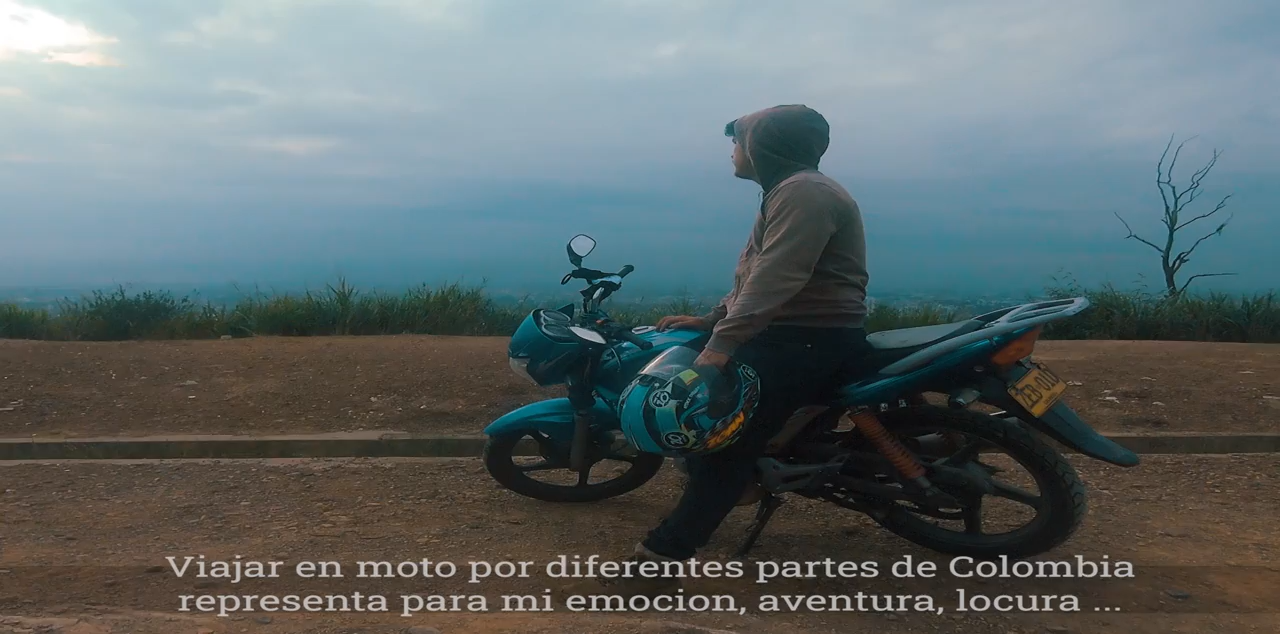 Viajar en moto por diferentes partes de Colombia
representa para mi emocion, aventura, locura ...